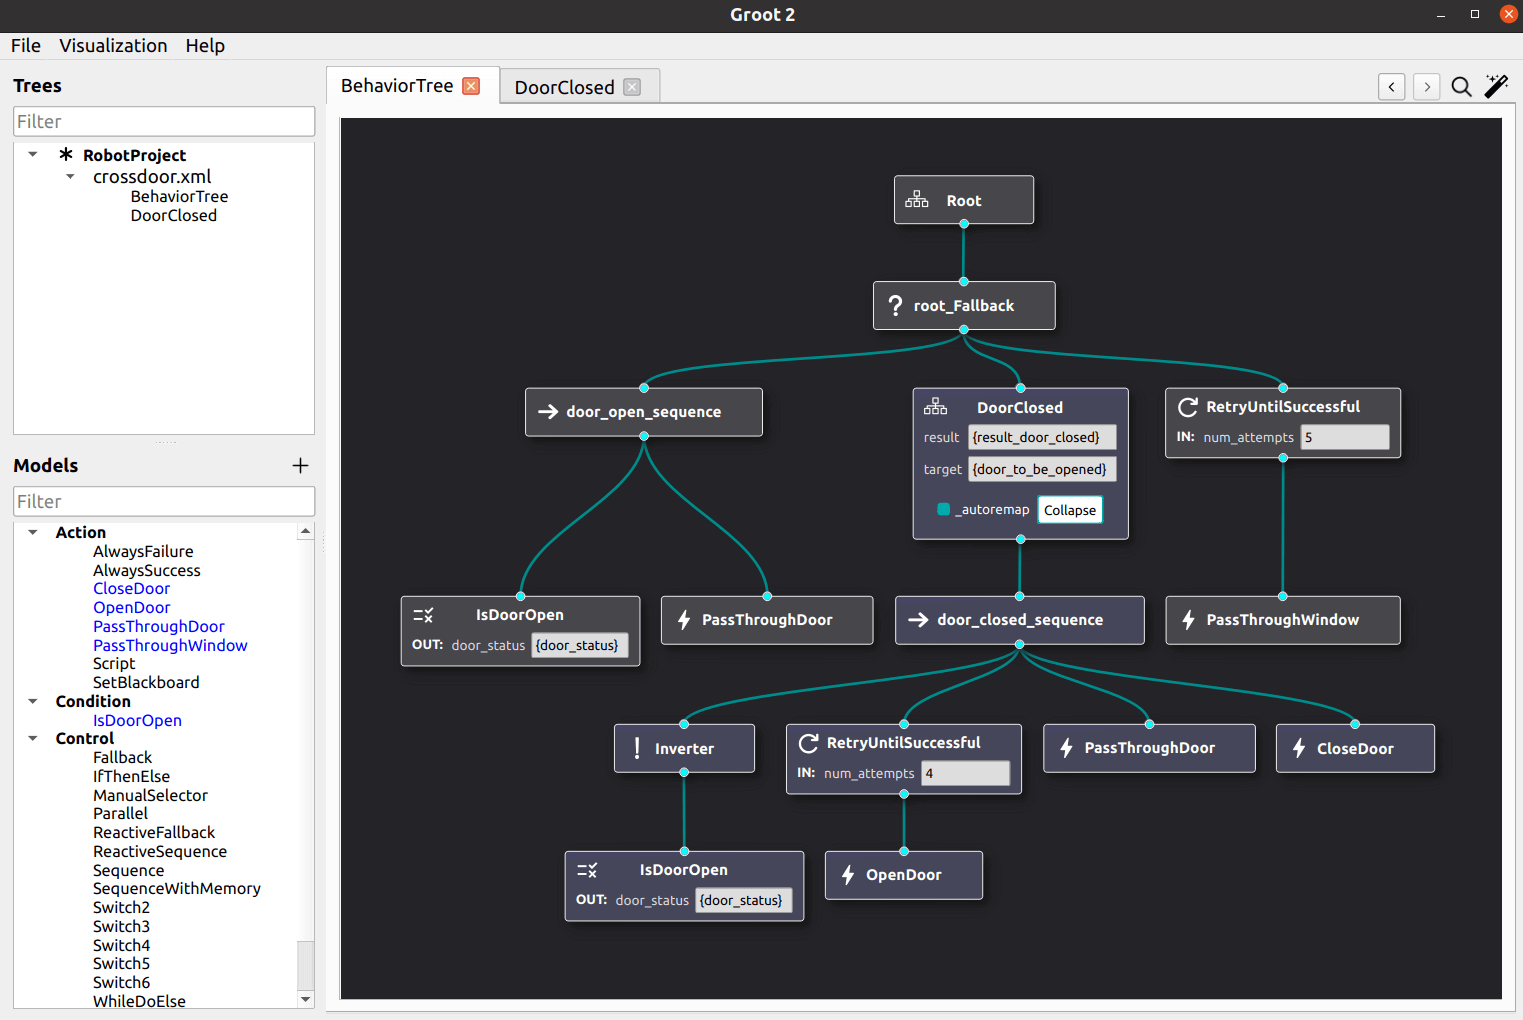 Groot 2
File Visualization Help
Trees
Filter
RobotProject
crossdoor.xml
BehaviorTree
DoorClosed
Models
Filter
Action
AlwaysFailure
AlwaysSuccess
CloseDoor
OpenDoor
PassThroughDoor
PassThroughWindow
Script
SetBlackboard
Condition
IsDoorOpen
Control
Fallback
IfThenElse
ManualSelector
Parallel
ReactiveFallback
ReactiveSequence
Sequence
SequenceWithMemory
Switch2
Switch3
Switch4
Switch5
Switch6
WhileDoElse
BehaviorTree DoorClosed
Root
root_Fallback
door_open_sequence
DoorClosed
result {result_door_closed}
target {door_to_be_opened}
_autoremap Collapse
RetryUntilSuccessful
IN: num_attempts 5
IsDoorOpen
OUT: door_status {door_status}
PassThroughDoor
door_closed_sequence
PassThroughWindow
Inverter
RetryUntilSuccessful
IN: num_attempts 4
PassThroughDoor
CloseDoor
IsDoorOpen
OUT: door_status {door_status}
OpenDoor